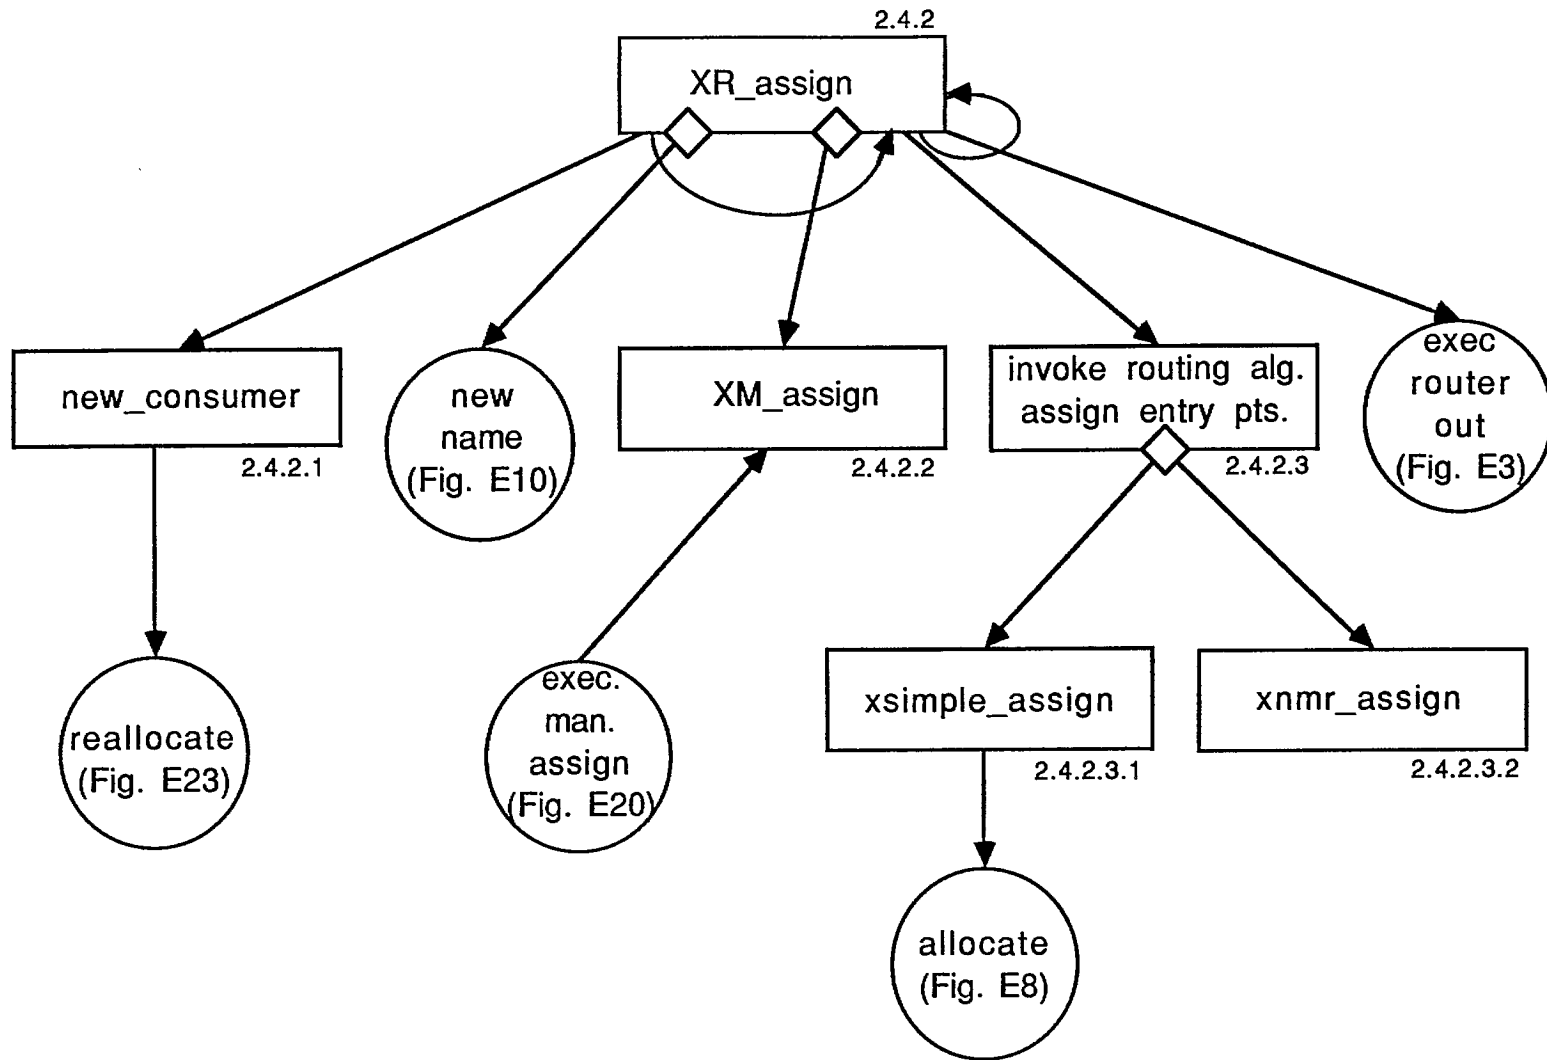 2.4.2
XR_assign
new_consumer
2.4.2.1
new
name
(Fig. E10)
XM_assign
2.4.2.2
invoke routing alg.
assign entry pts.
2.4.2.3
exec
router
out
(Fig. E3)
reallocate
(Fig. E23)
exec.
man.
assign
(Fig. E20)
xsimple_assign
2.4.2.3.1
xnmr_assign
2.4.2.3.2
allocate
(Fig. E8)